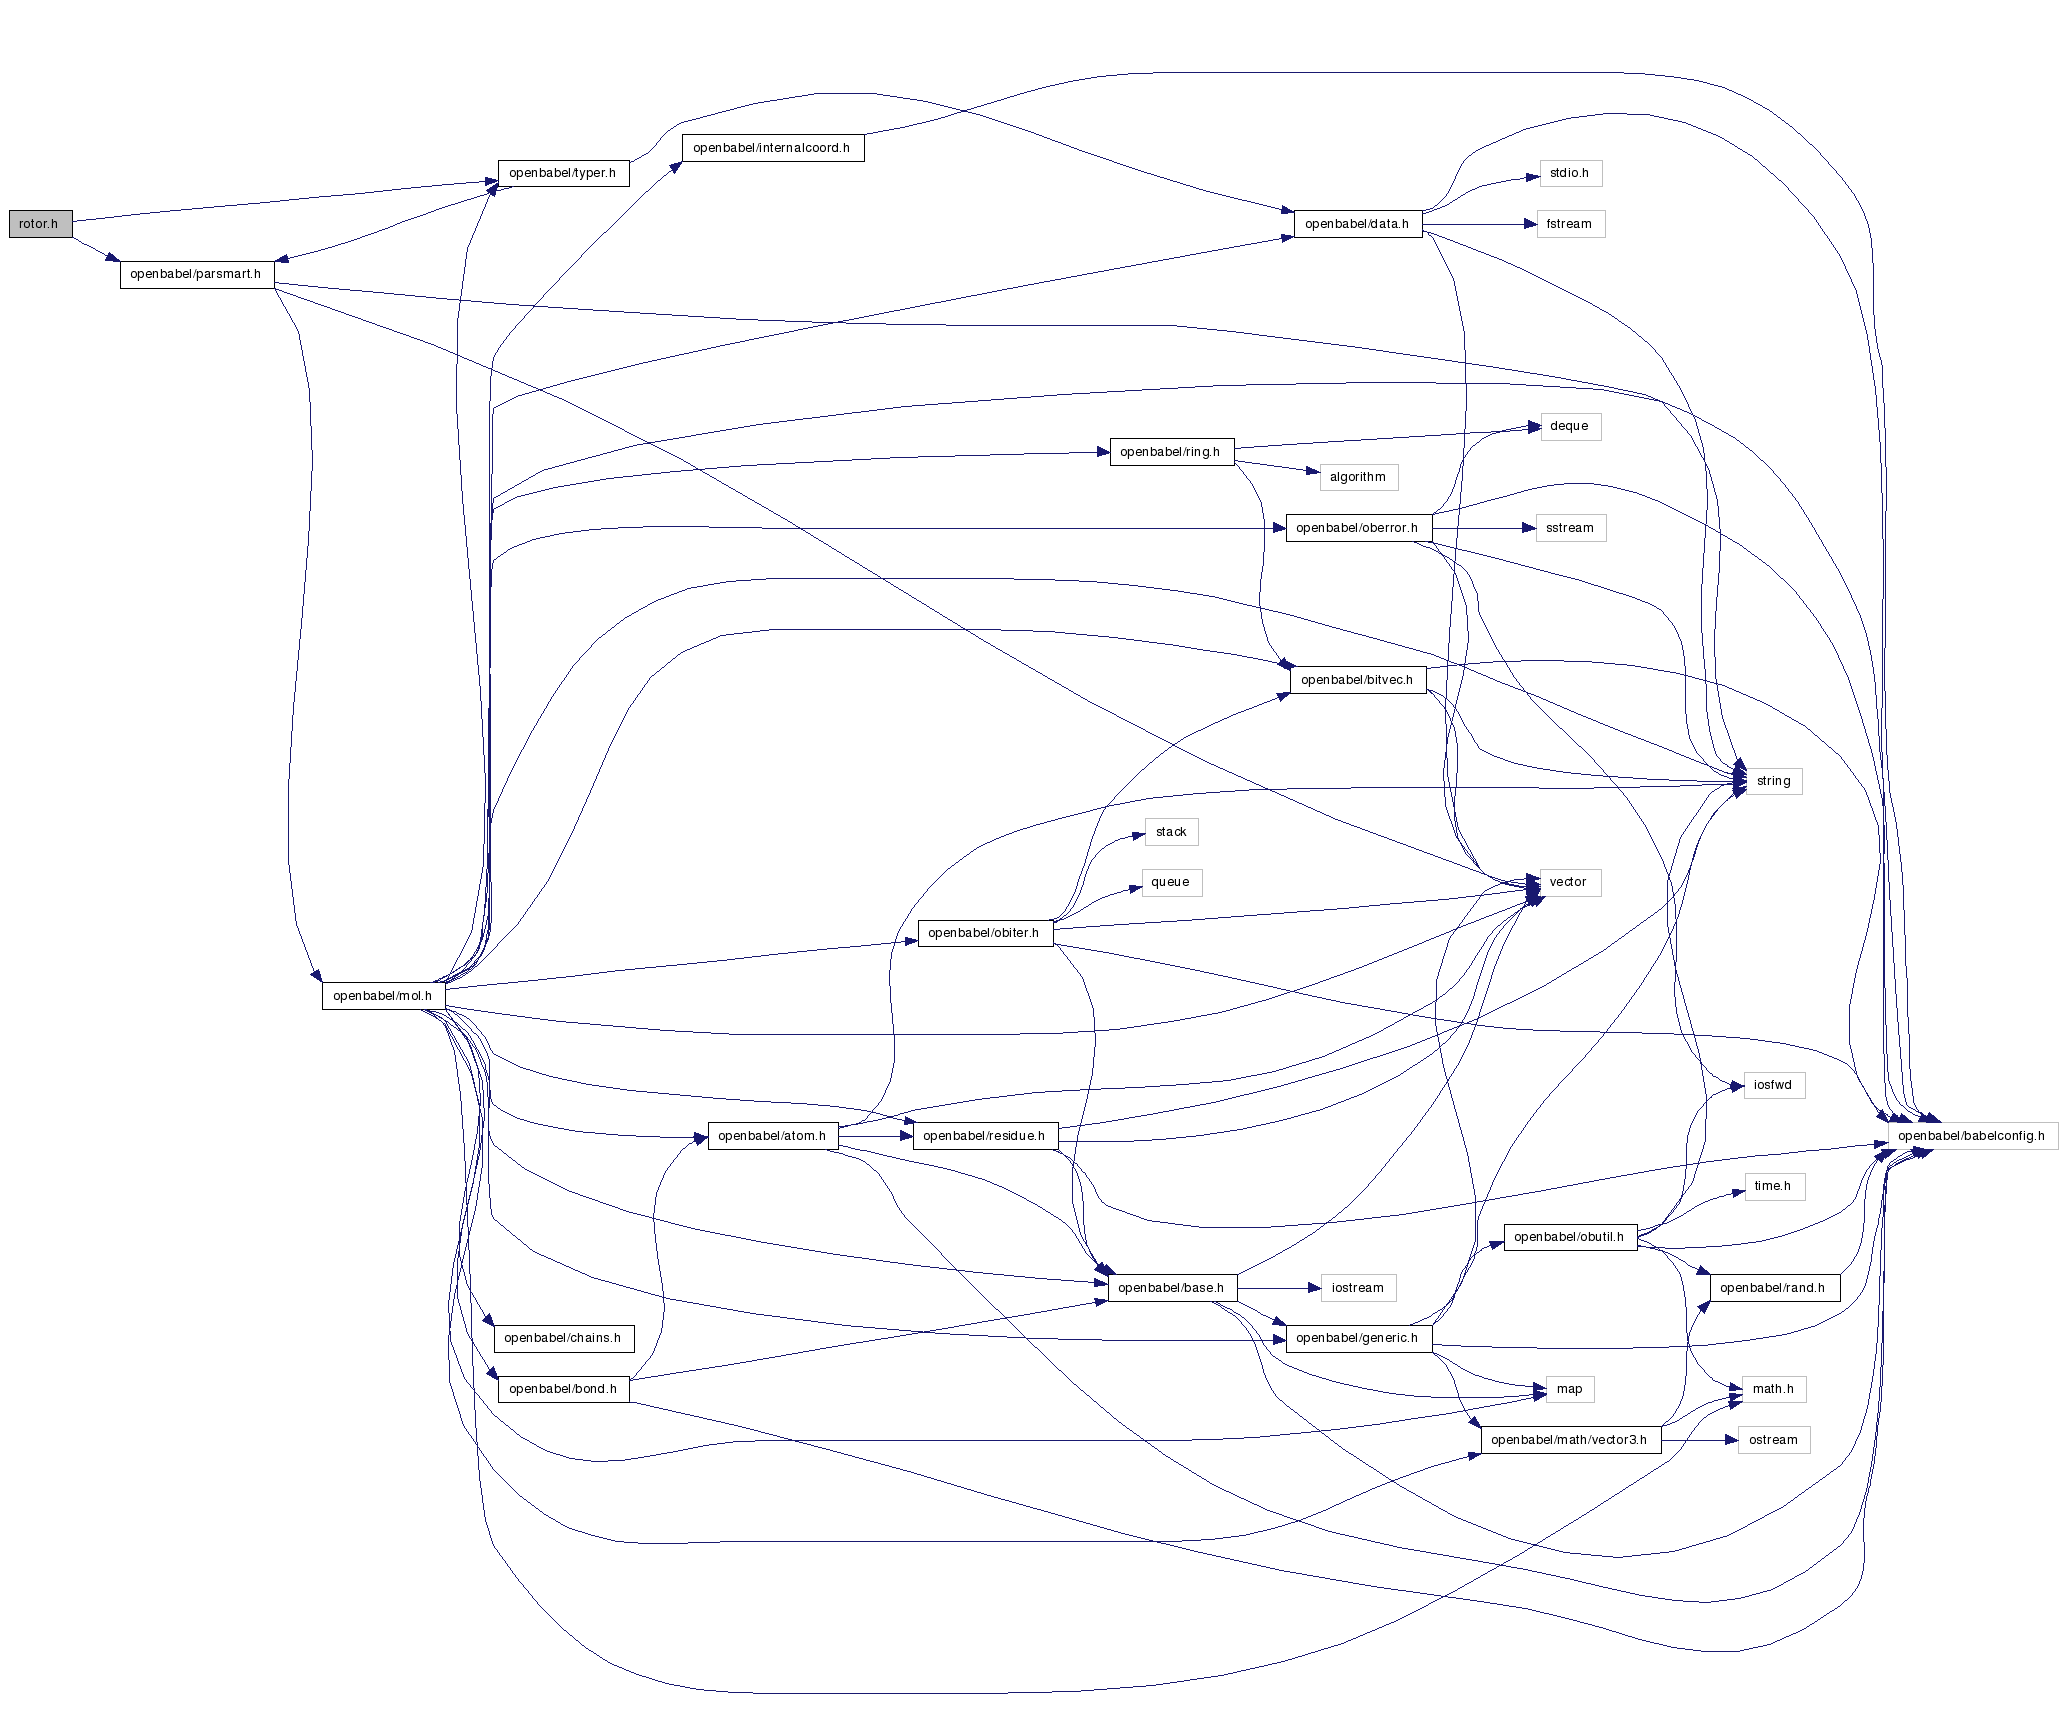 openbabel/internalcoord.h
openbabel/typer.h
stdio.h
rotor.h
openbabel/data.h
fstream
openbabel/parsmart.h
deque
openbabel/ring.h
algorithm
openbabel/oberror.h
sstream
openbabel/bitvec.h
string
stack
queue
vector
openbabel/obiter.h
openbabel/mol.h
iosfwd
openbabel/atom.h
openbabel/residue.h
openbabel/babelconfig.h
time.h
openbabel/obutil.h
openbabel/base.h
iostream
openbabel/rand.h
openbabel/chains.h
openbabel/generic.h
openbabel/bond.h
map
math.h
openbabel/math/vector3.h
ostream